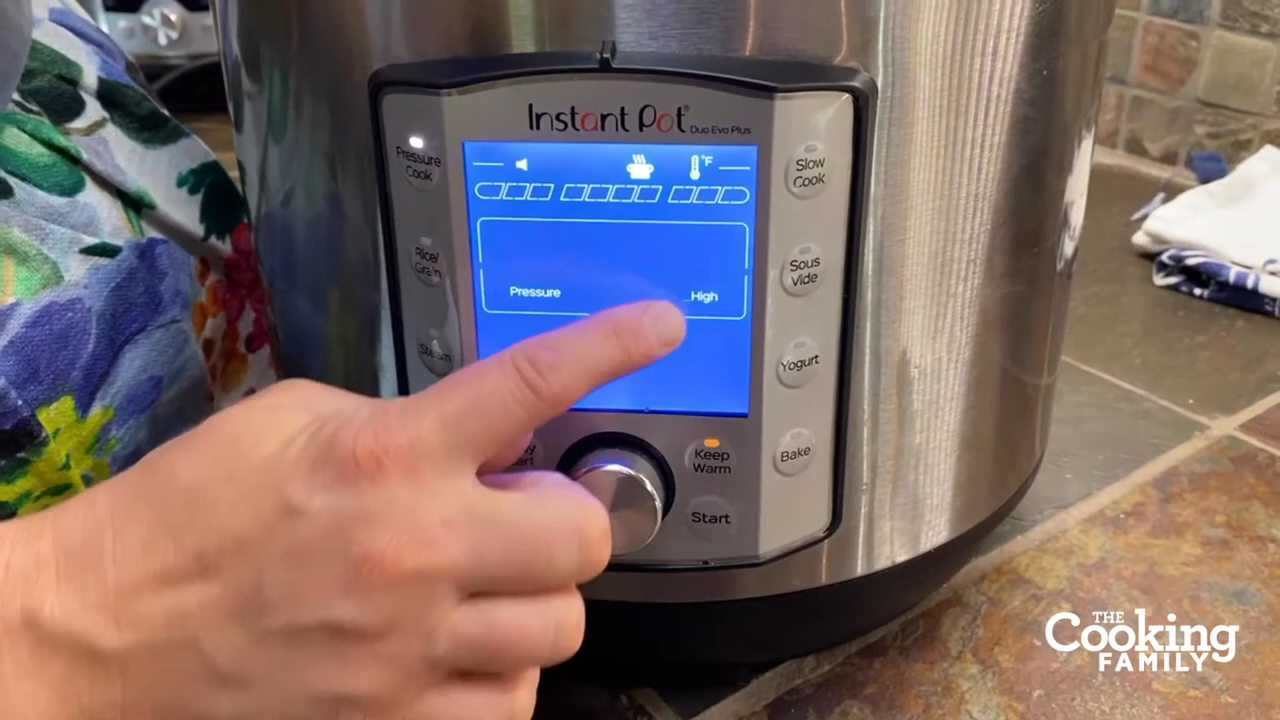 Instant Pot®
Duo Evo Plus
Pressure
Cook
Rice/
Grain
Steam
°F
Pressure
High
Slow
Cook
Sous
Vide
Yogurt
Bake
Keep
Warm
Start
THE
Cooking
FAMILY